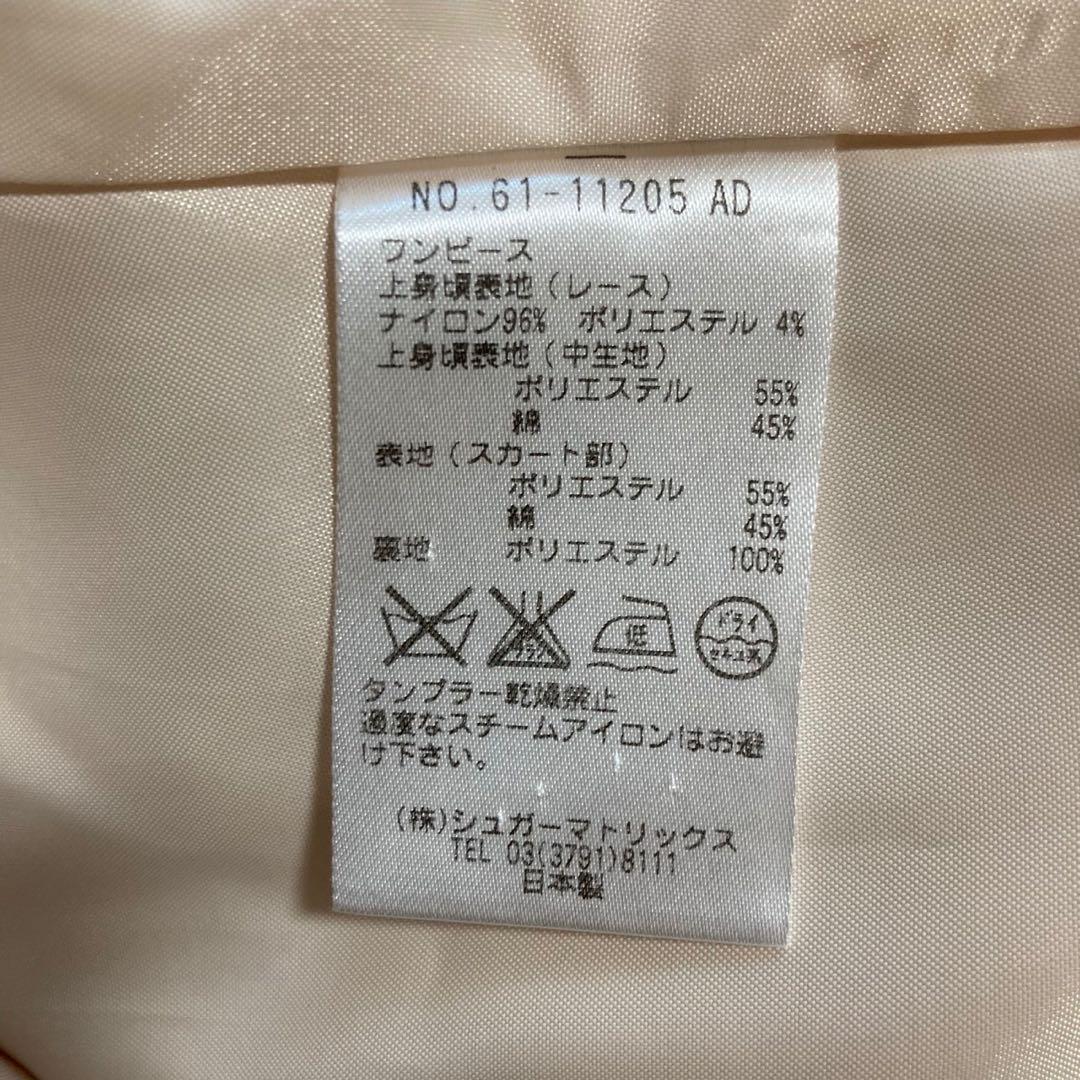 NO.61-11205 AD
ワンピース
上身頃表地(レース)
ナイロン96% ポリエステル 4%
上身頃表地(中生地)
ポリエステル 55%
綿 45%
表地(スカート部)
ポリエステル 55%
綿 45%
裏地 ポリエステル 100%
低 ドライ
タンブラー乾燥禁止
過度なスチームアイロンはお避
け下さい。
(株)シュガーマトリックス
TEL 03(3791)8111
日本製